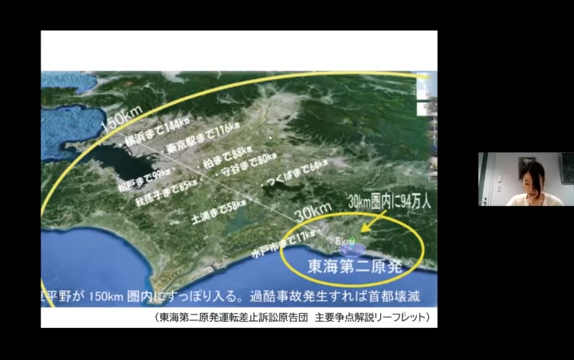 150km
横浜まで144km
東京駅まで116km
柏まで88km
松戸まで99km
守谷まで80km
我孫子まで85km
つくばまで64km
土浦まで58km
30km
30km圏内に94万人
水戸市まで17km
8km
東海第二原発
平野が 150km 圏内にすっぽり入る。過酷事故発生すれば首都壊滅
（東海第二原発運転差止訴訟原告団　主要争点解説リーフレット）